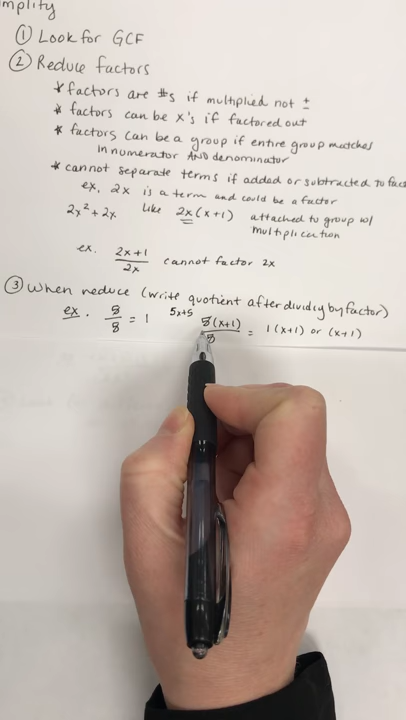 ① Look for GCF
② Reduce factors
* factors are #s if multiplied not ±
* factors can be x's if factored out
* factors can be a group if entire group matches
in numerator AND denominator
* cannot separate terms if added or subtracted to
ex, 2x is a term and could be a factor
2x² + 2x like 2x(x+1) attached to group w/
multiplication
ex. 2x+1/2x cannot factor 2x
③ When reduce (write quotient after dividing by factor)
ex. 8/8 = 1 5x+5 (x+1) = 1(x+1) or (x+1)